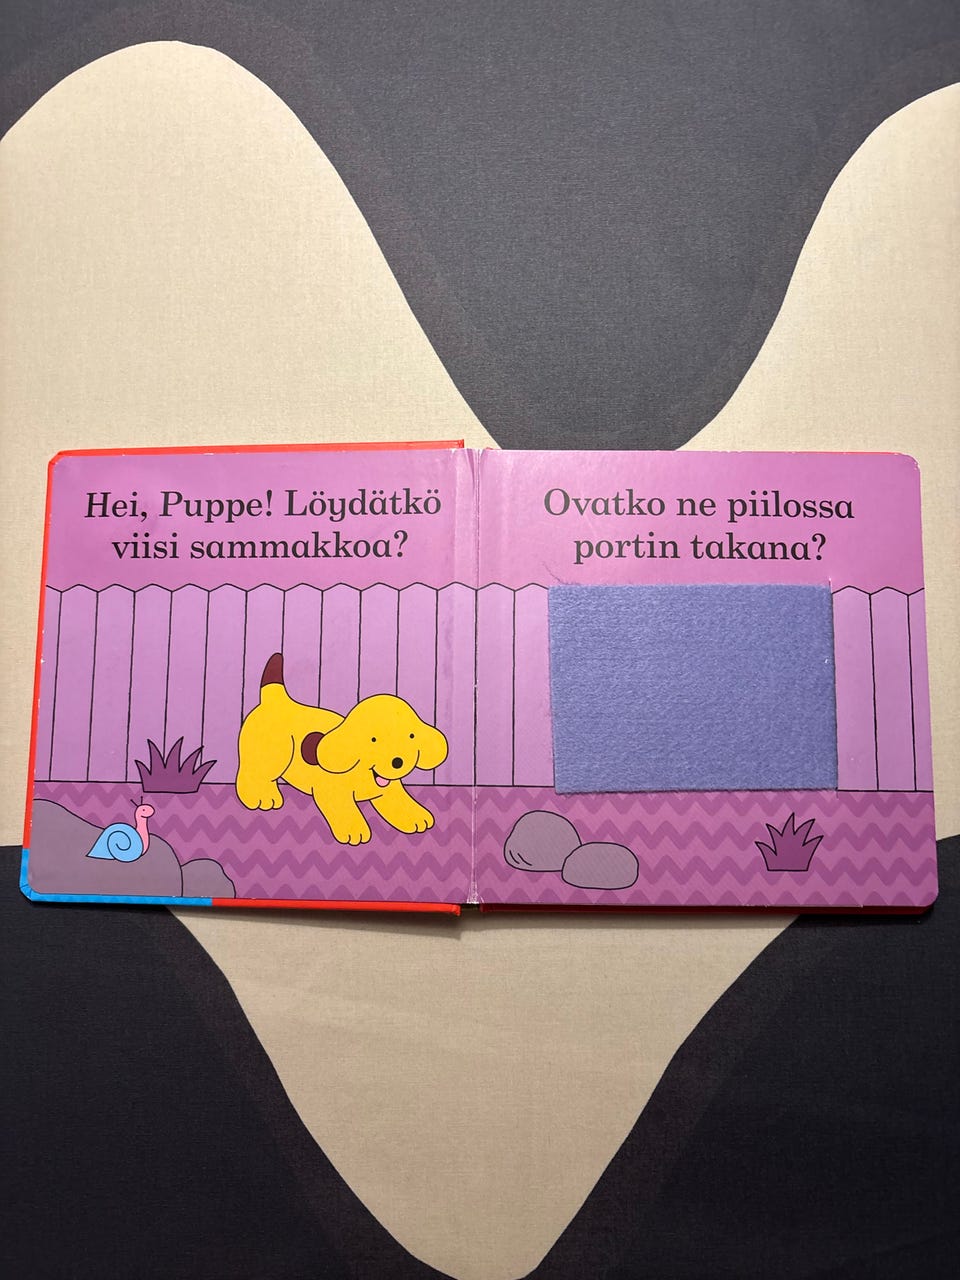 Hei, Puppe! Löydätkö
viisi sammakkoa?
Ovatko ne piilossa
portin takana?